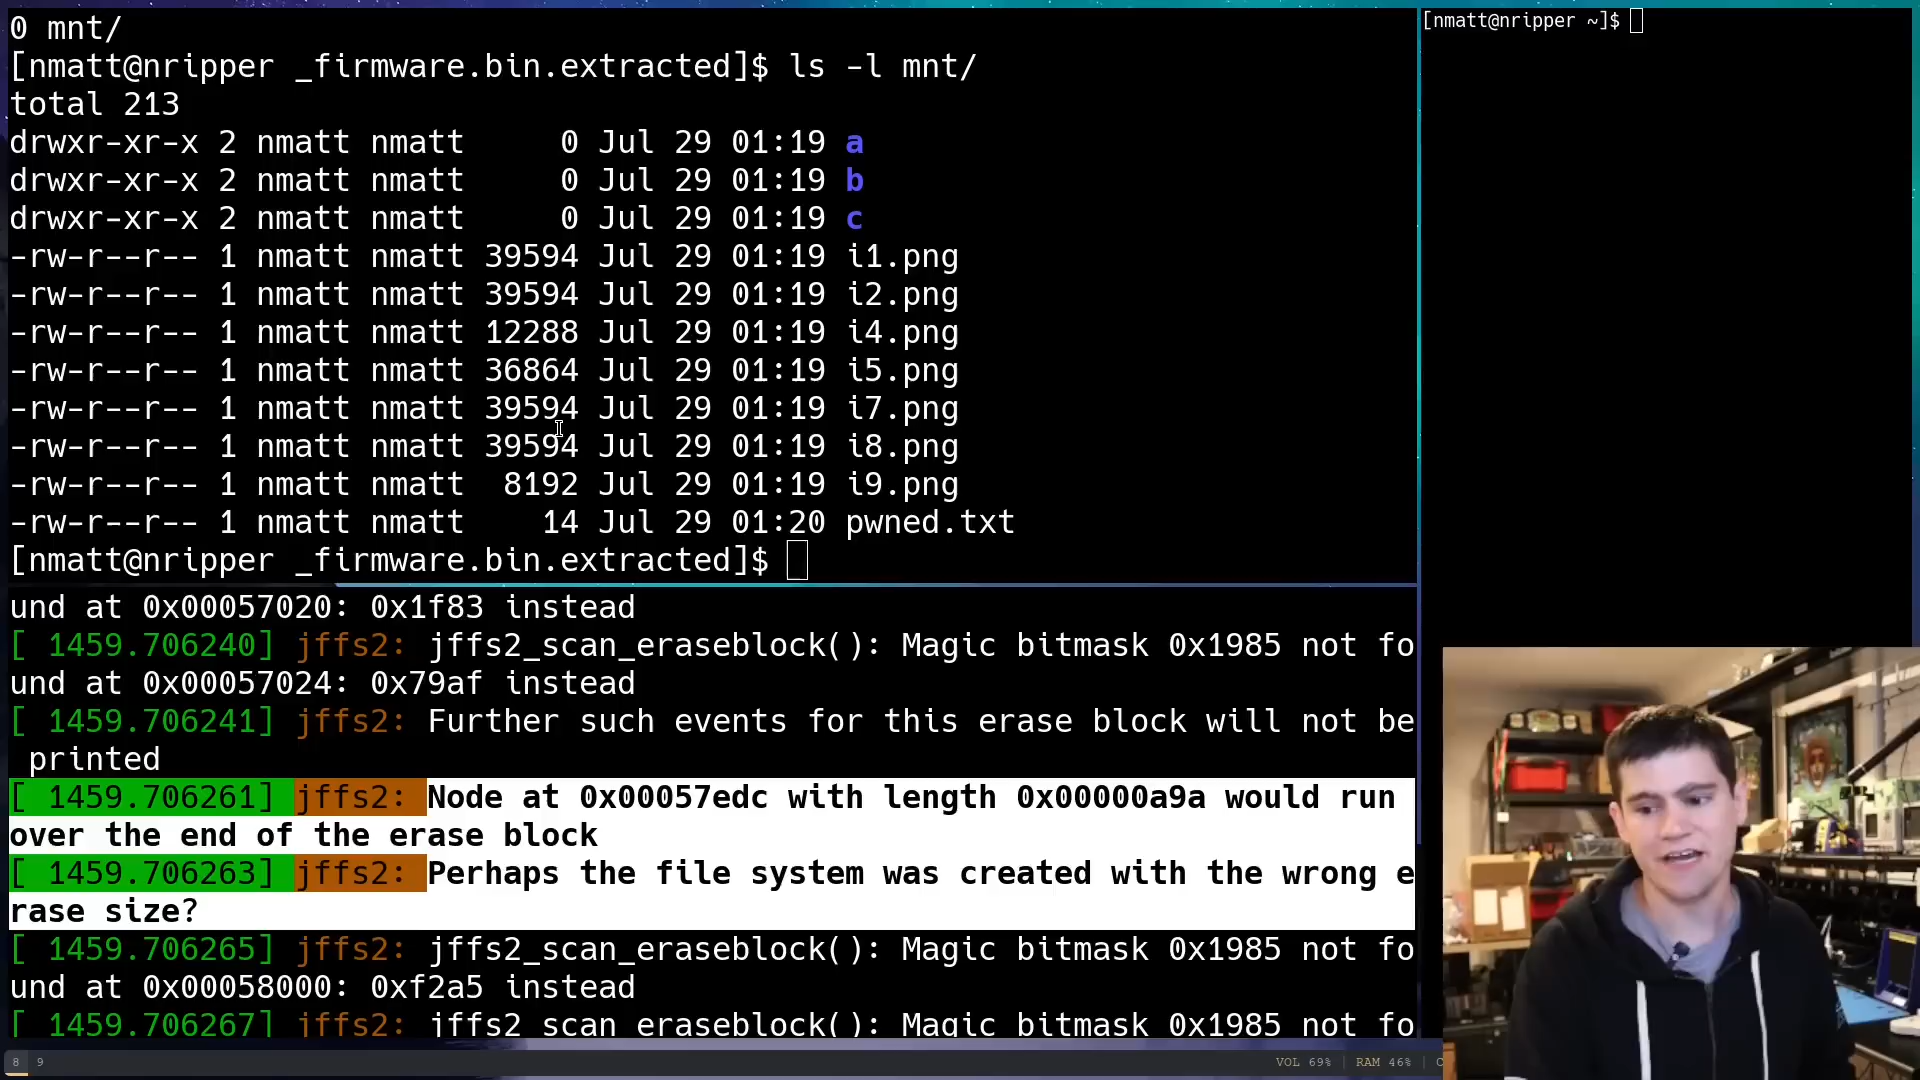 0 mnt/
[nmatt@nripper _firmware.bin.extracted]$ ls -l mnt/
total 213
drwxr-xr-x 2 nmatt nmatt     0 Jul 29 01:19 a
drwxr-xr-x 2 nmatt nmatt     0 Jul 29 01:19 b
drwxr-xr-x 2 nmatt nmatt     0 Jul 29 01:19 c
-rw-r--r-- 1 nmatt nmatt 39594 Jul 29 01:19 i1.png
-rw-r--r-- 1 nmatt nmatt 39594 Jul 29 01:19 i2.png
-rw-r--r-- 1 nmatt nmatt 12288 Jul 29 01:19 i4.png
-rw-r--r-- 1 nmatt nmatt 36864 Jul 29 01:19 i5.png
-rw-r--r-- 1 nmatt nmatt 39594 Jul 29 01:19 i7.png
-rw-r--r-- 1 nmatt nmatt 39594 Jul 29 01:19 i8.png
-rw-r--r-- 1 nmatt nmatt  8192 Jul 29 01:19 i9.png
-rw-r--r-- 1 nmatt nmatt    14 Jul 29 01:20 pwned.txt
[nmatt@nripper _firmware.bin.extracted]$
und at 0x00057020: 0x1f83 instead
[ 1459.706240] jffs2: jffs2_scan_eraseblock(): Magic bitmask 0x1985 not fo
und at 0x00057024: 0x79af instead
[ 1459.706241] jffs2: Further such events for this erase block will not be
 printed
[ 1459.706261] jffs2: Node at 0x00057edc with length 0x00000a9a would run
over the end of the erase block
[ 1459.706263] jffs2: Perhaps the file system was created with the wrong e
rase size?
[ 1459.706265] jffs2: jffs2_scan_eraseblock(): Magic bitmask 0x1985 not fo
und at 0x00058000: 0xf2a5 instead
[ 1459.706267] jffs2: jffs2_scan_eraseblock(): Magic bitmask 0x1985 not fo
[nmatt@nripper ~]$
8 9
VOL 69% | RAM 46% | C